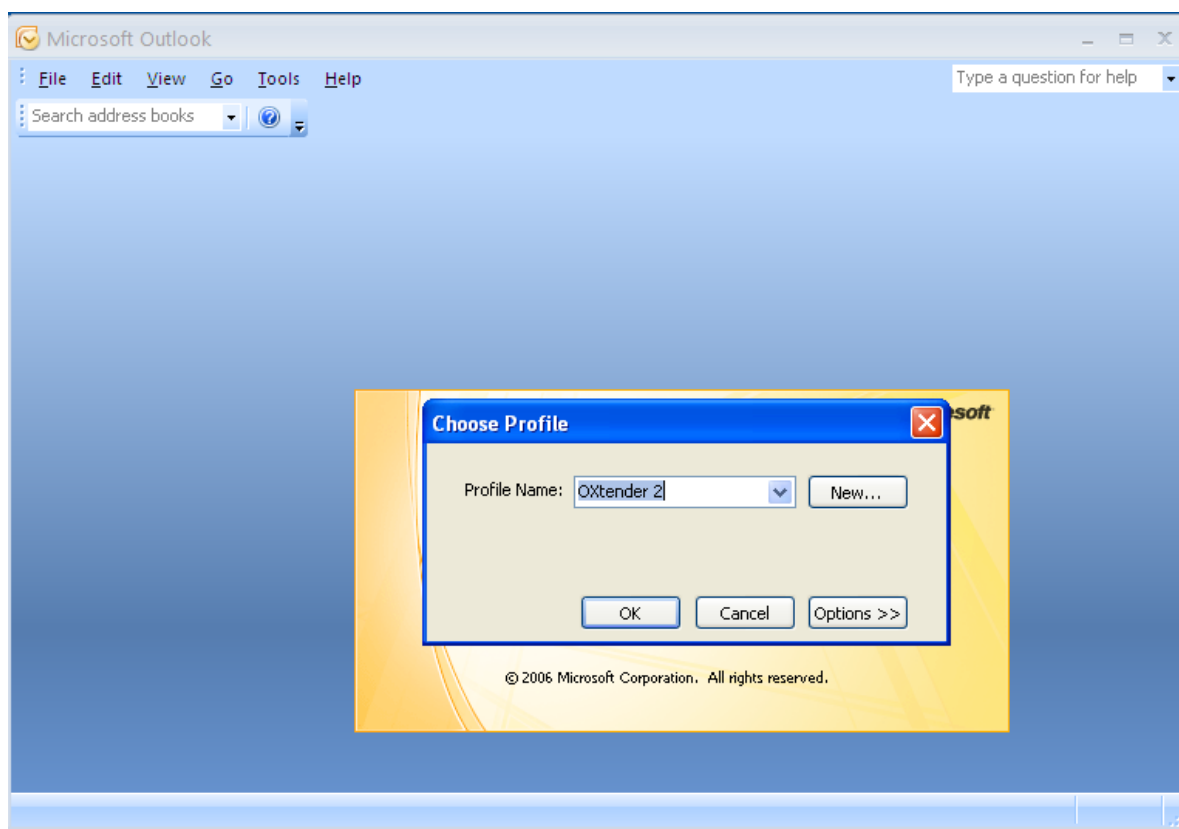 Microsoft Outlook
File Edit View Go Tools Help
Type a question for help
Search address books
Choose Profile
Profile Name: OXtender 2 New...
OK Cancel Options >>
© 2006 Microsoft Corporation. All rights reserved.